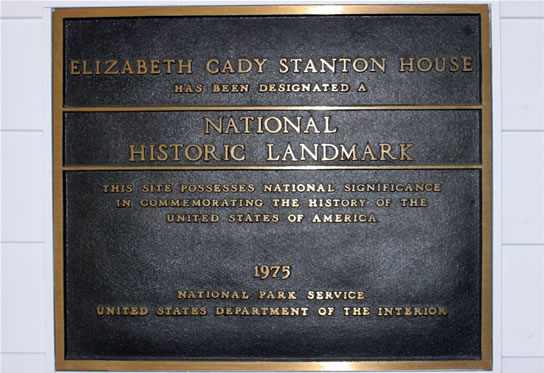 ELIZABETH CADY STANTON HOUSE
HAS BEEN DESIGNATED A
NATIONAL
HISTORIC LANDMARK
THIS SITE POSSESSES NATIONAL SIGNIFICANCE
IN COMMEMORATING THE HISTORY OF THE
UNITED STATES OF AMERICA
1975
NATIONAL PARK SERVICE
UNITED STATES DEPARTMENT OF THE INTERIOR